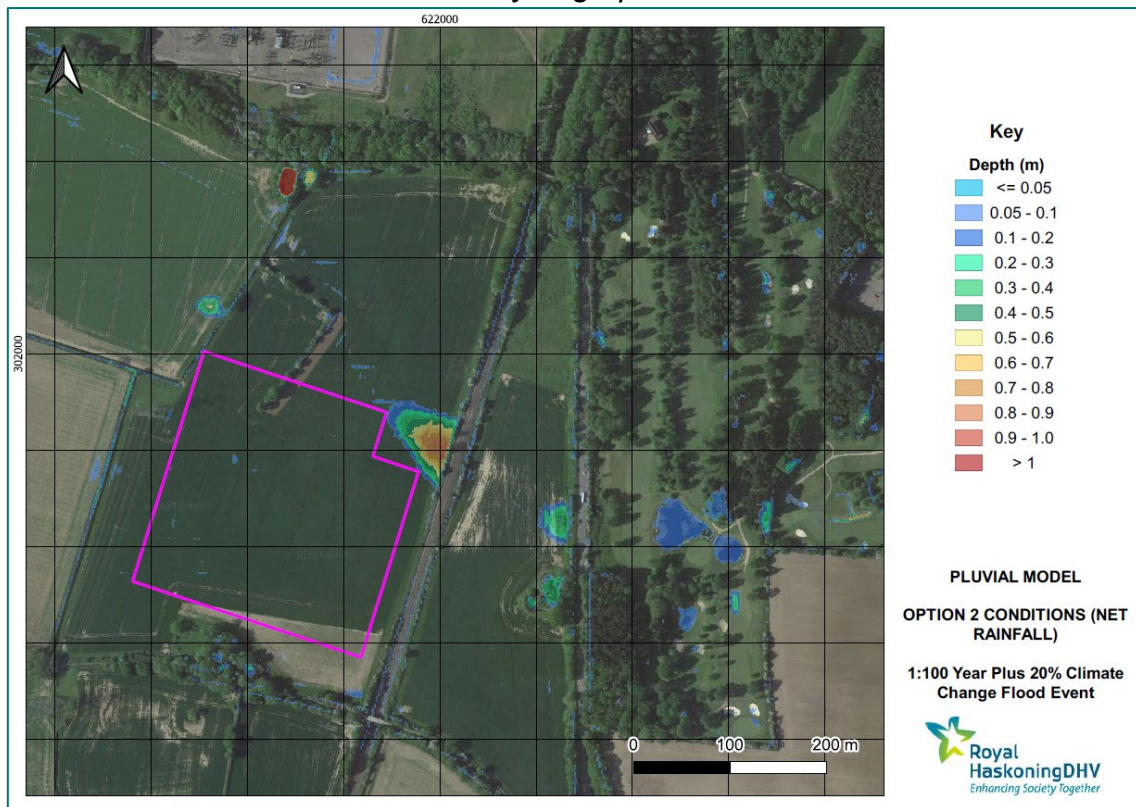 622000
302000
Key
Depth (m)
<= 0.05
0.05 - 0.1
0.1 - 0.2
0.2 - 0.3
0.3 - 0.4
0.4 - 0.5
0.5 - 0.6
0.6 - 0.7
0.7 - 0.8
0.8 - 0.9
0.9 - 1.0
> 1
PLUVIAL MODEL
OPTION 2 CONDITIONS (NET
RAINFALL)
1:100 Year Plus 20% Climate
Change Flood Event
0 100 200 m
Royal
HaskoningDHV
Enhancing Society Together